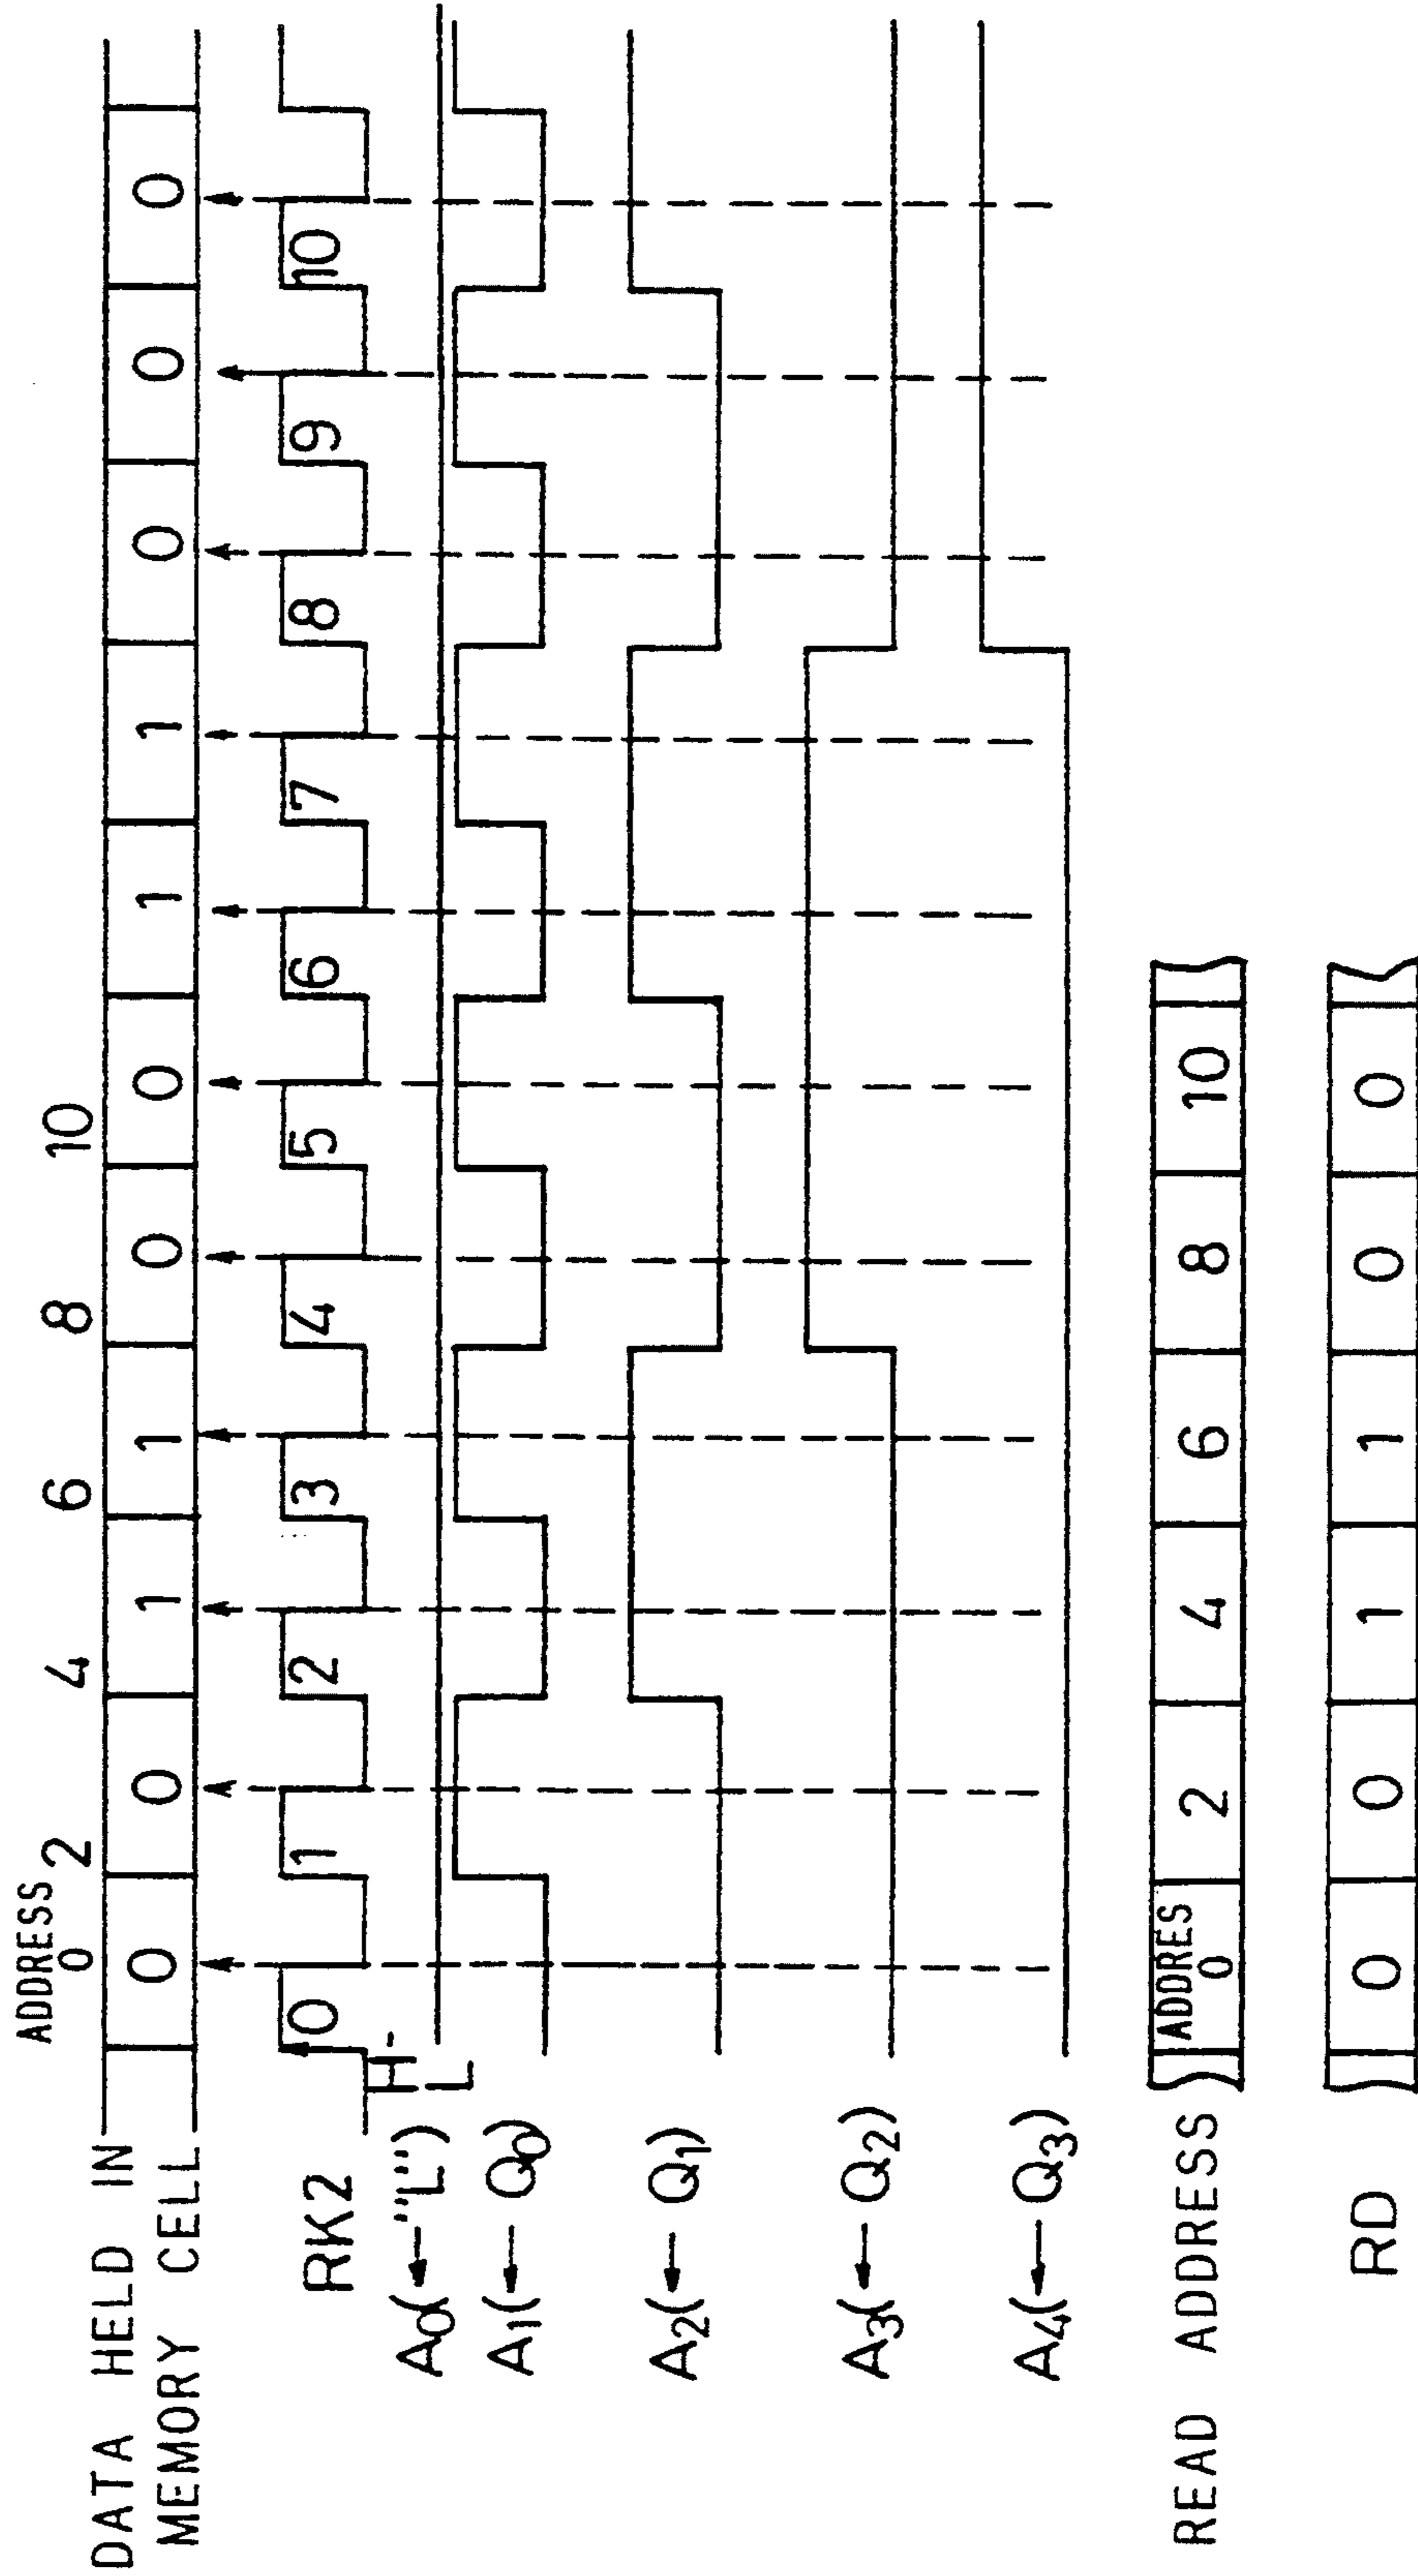 ADDRESS
0 2 4 6 8 10
DATA HELD IN
MEMORY CELL
0 0 1 1 0 0 1 1 0 0 0
RK2
0 1 2 3 4 5 6 7 8 9 10
H
L
A0(←"L")
A1(← Q0)
A2(← Q1)
A3(← Q2)
A4(← Q3)
READ ADDRESS
ADDRES
0 2 4 6 8 10
RD
0 0 1 1 0 0